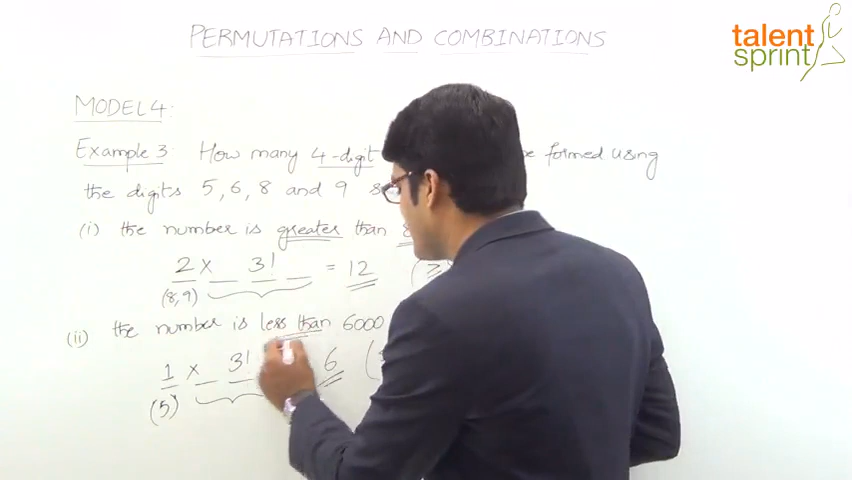 PERMUTATIONS AND COMBINATIONS
talent
sprint
MODEL 4:
Example 3 How many 4-digit be formed using
the digits 5, 6, 8 and 9
(i) the number is greater than
2 x 3! = 12
(8,9)
(ii) the number is less than 6000
1 x 3! 6
(5)